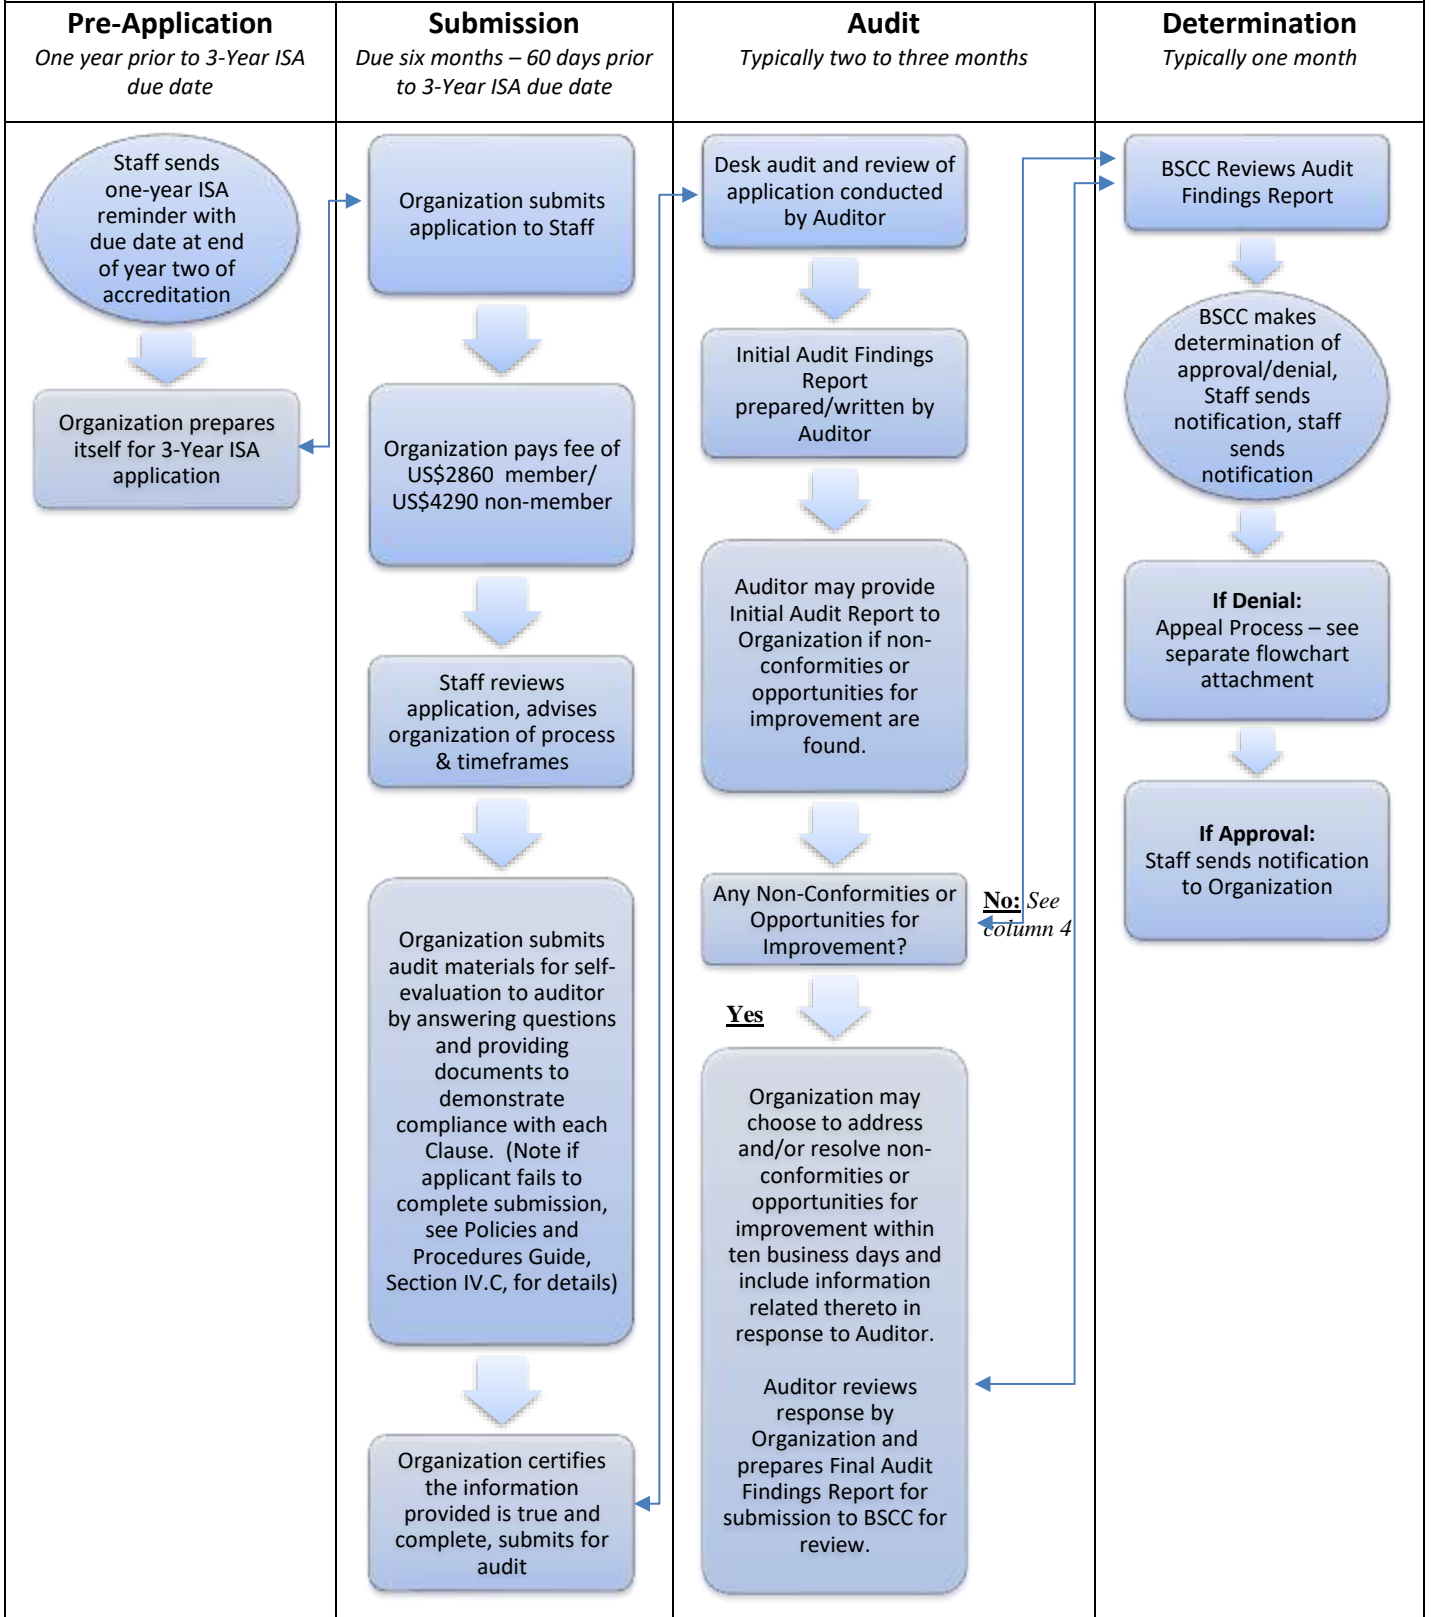 Pre-Application
One year prior to 3-Year ISA
due date
Submission
Due six months – 60 days prior
to 3-Year ISA due date
Audit
Typically two to three months
Determination
Typically one month
Staff sends
one-year ISA
reminder with
due date at end
of year two of
accreditation
Organization prepares
itself for 3-Year ISA
application
Organization submits
application to Staff
Organization pays fee of
US$2860 member/
US$4290 non-member
Staff reviews
application, advises
organization of process
& timeframes
Organization submits
audit materials for self-
evaluation to auditor
by answering questions
and providing
documents to
demonstrate
compliance with each
Clause. (Note if
applicant fails to
complete submission,
see Policies and
Procedures Guide,
Section IV.C, for details)
Organization certifies
the information
provided is true and
complete, submits for
audit
Desk audit and review of
application conducted
by Auditor
Initial Audit Findings
Report
prepared/written by
Auditor
Auditor may provide
Initial Audit Report to
Organization if non-
conformities or
opportunities for
improvement are
found.
Any Non-Conformities or
Opportunities for
Improvement?
No: See
column 4
Yes
Organization may
choose to address
and/or resolve non-
conformities or
opportunities for
improvement within
ten business days and
include information
related thereto in
response to Auditor.
Auditor reviews
response by
Organization and
prepares Final Audit
Findings Report for
submission to BSCC for
review.
BSCC Reviews Audit
Findings Report
BSCC makes
determination of
approval/denial,
Staff sends
notification, staff
sends
notification
If Denial:
Appeal Process – see
separate flowchart
attachment
If Approval:
Staff sends notification
to Organization